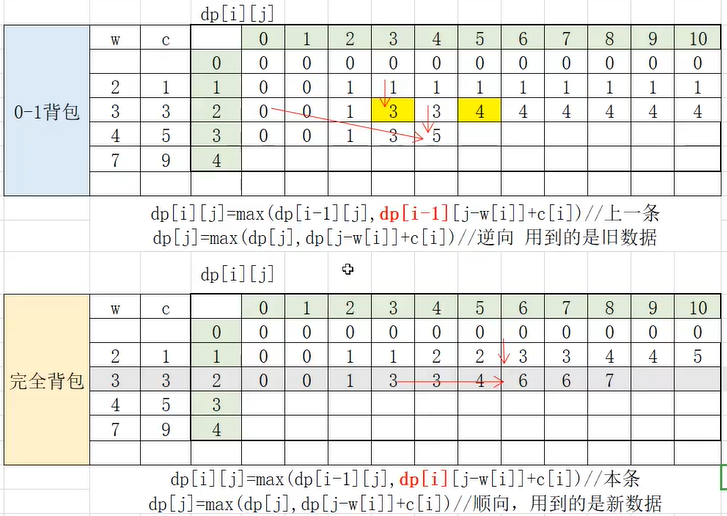 dp[i][j]
w c 0 1 2 3 4 5 6 7 8 9 10
0 0 0 0 0 0 0 0 0 0 0 0
2 1 1 0 0 1 1 1 1 1 1 1 1 1
0-1背包 3 3 2 0 0 1 3 3 4 4 4 4 4 4
4 5 3 0 0 1 3 5
7 9 4
dp[i][j]=max(dp[i-1][j],dp[i-1][j-w[i]]+c[i])//上一条
dp[j]=max(dp[j],dp[j-w[i]]+c[i])//逆向 用到的是旧数据
dp[i][j]
w c 0 1 2 3 4 5 6 7 8 9 10
0 0 0 0 0 0 0 0 0 0 0 0
2 1 1 0 0 1 1 2 2 3 3 4 4 5
完全背包 3 3 2 0 0 1 3 3 4 6 6 7
4 5 3
7 9 4
dp[i][j]=max(dp[i-1][j],dp[i][j-w[i]]+c[i])//本条
dp[j]=max(dp[j],dp[j-w[i]]+c[i])//顺向，用到的是新数据